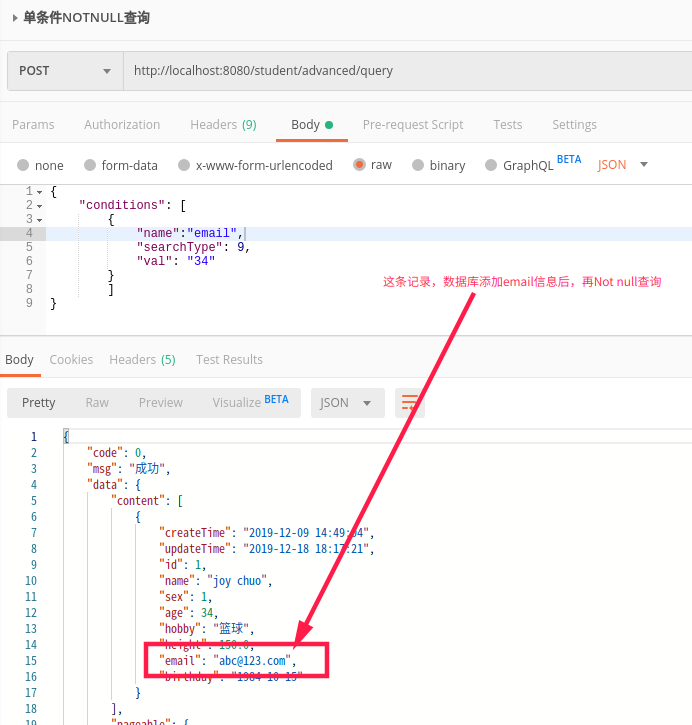 单条件NOTNULL查询
POST http://localhost:8080/student/advanced/query
Params Authorization Headers (9) Body Pre-request Script Tests Settings
none form-data x-www-form-urlencoded raw binary GraphQL BETA JSON
1 {
2 "conditions": [
3 {
4 "name":"email",
5 "searchType": 9,
6 "val": "34"
7 }
8 ]
9 }
这条记录，数据库添加email信息后，再Not null查询
Body Cookies Headers (5) Test Results
Pretty Raw Preview Visualize BETA JSON
1 {
2 "code": 0,
3 "msg": "成功",
4 "data": {
5 "content": [
6 {
7 "createTime": "2019-12-09 14:49:04",
8 "updateTime": "2019-12-18 18:17:21",
9 "id": 1,
10 "name": "joy chuo",
11 "sex": 1,
12 "age": 34,
13 "hobby": "篮球",
14 "height": 150.0,
15 "email": "abc@123.com",
16 "birthday": "1984-10-15"
17 }
18 ],
19 "pageable": {